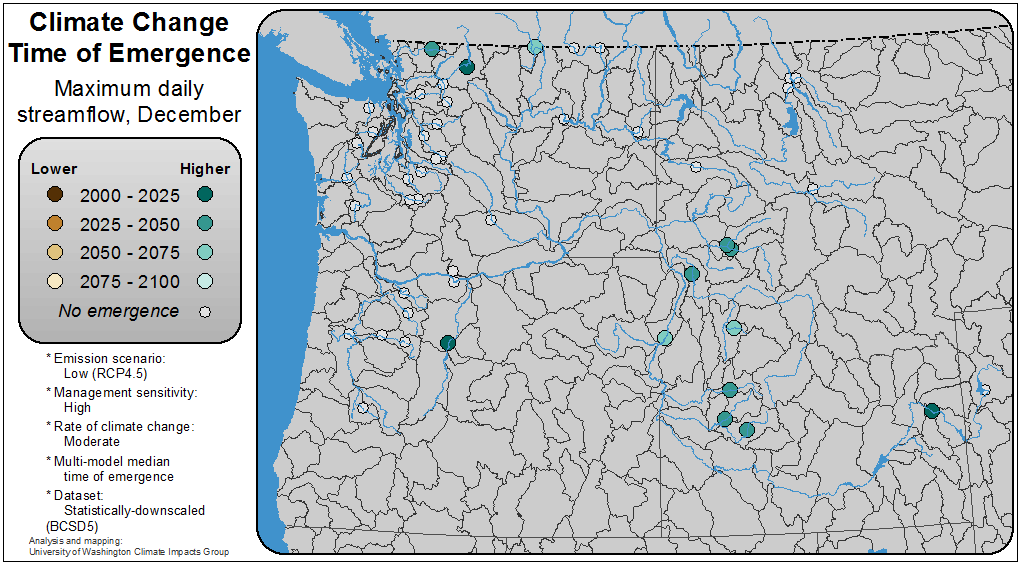 Climate Change
Time of Emergence
Maximum daily
streamflow, December
Lower Higher
2000 - 2025
2025 - 2050
2050 - 2075
2075 - 2100
No emergence
* Emission scenario:
Low (RCP4.5)
* Management sensitivity:
High
* Rate of climate change:
Moderate
* Multi-model median
time of emergence
* Dataset:
Statistically-downscaled
(BCSD5)
Analysis and mapping:
University of Washington Climate Impacts Group